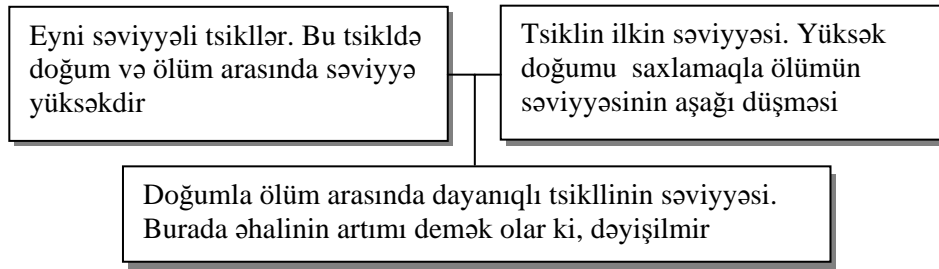 Eyni səviyyəli tsikllər. Bu tsikldə
doğum və ölüm arasında səviyyə
yüksəkdir
Tsiklin ilkin səviyyəsi. Yüksək
doğumu saxlamaqla ölümün
səviyyəsinin aşağı düşməsi
Doğumla ölüm arasında dayanıqlı tsikllinin səviyyəsi.
Burada əhalinin artımı demək olar ki, dəyişilmir